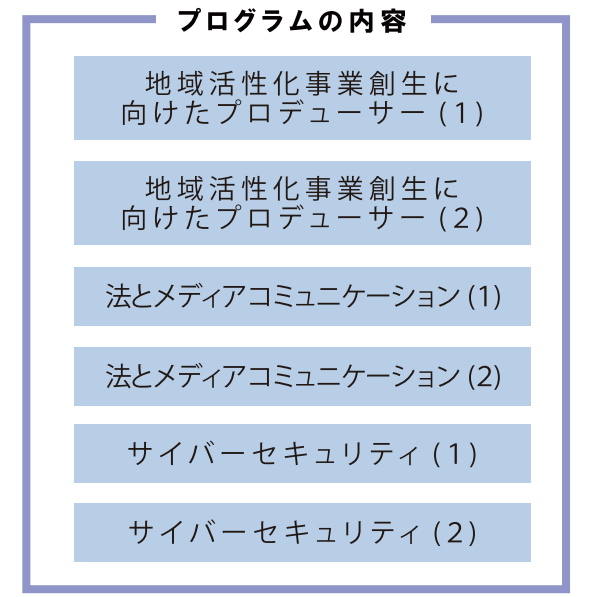 プログラムの内容
地域活性化事業創生に
向けたプロデューサー(1)
地域活性化事業創生に
向けたプロデューサー(2)
法とメディアコミュニケーション(1)
法とメディアコミュニケーション(2)
サイバーセキュリティ(1)
サイバーセキュリティ(2)